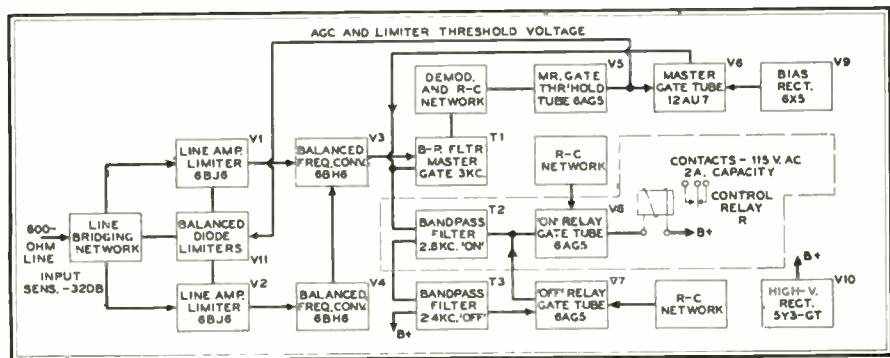 AGC AND LIMITER THRESHOLD VOLTAGE
DEMOD.
AND R-C
NETWORK
V5
MR. GATE
THR'HOLD
TUBE 6AG5
V6
MASTER
GATE TUBE
12AU7
V9
BIAS
RECT.
6X5
V1
LINE AMP.
LIMITER
6BJ6
V3
BALANCED
FREQ. CONV.
6BH6
T1
B-P. FLTR
MASTER
GATE 3KC.
R-C
NETWORK
CONTACTS - 115 V. AC
2A. CAPACITY
CONTROL
RELAY
R
600-
OHM
LINE
INPUT
SENS. -32DB
LINE
BRIDGING
NETWORK
BALANCED
DIODE
LIMITERS
V11
T2
BANDPASS
FILTER
2.8KC. 'ON'
V8
'ON' RELAY
GATE TUBE
6AG5
B+
V2
LINE AMP.
LIMITER
6BJ6
V4
BALANCED
FREQ. CONV.
6BH6
T3
BANDPASS
FILTER
2.4KC. 'OFF'
B+
V7
'OFF' RELAY
GATE TUBE
6AG5
R-C
NETWORK
B+
V10
HIGH-V.
RECT.
5Y3-GT